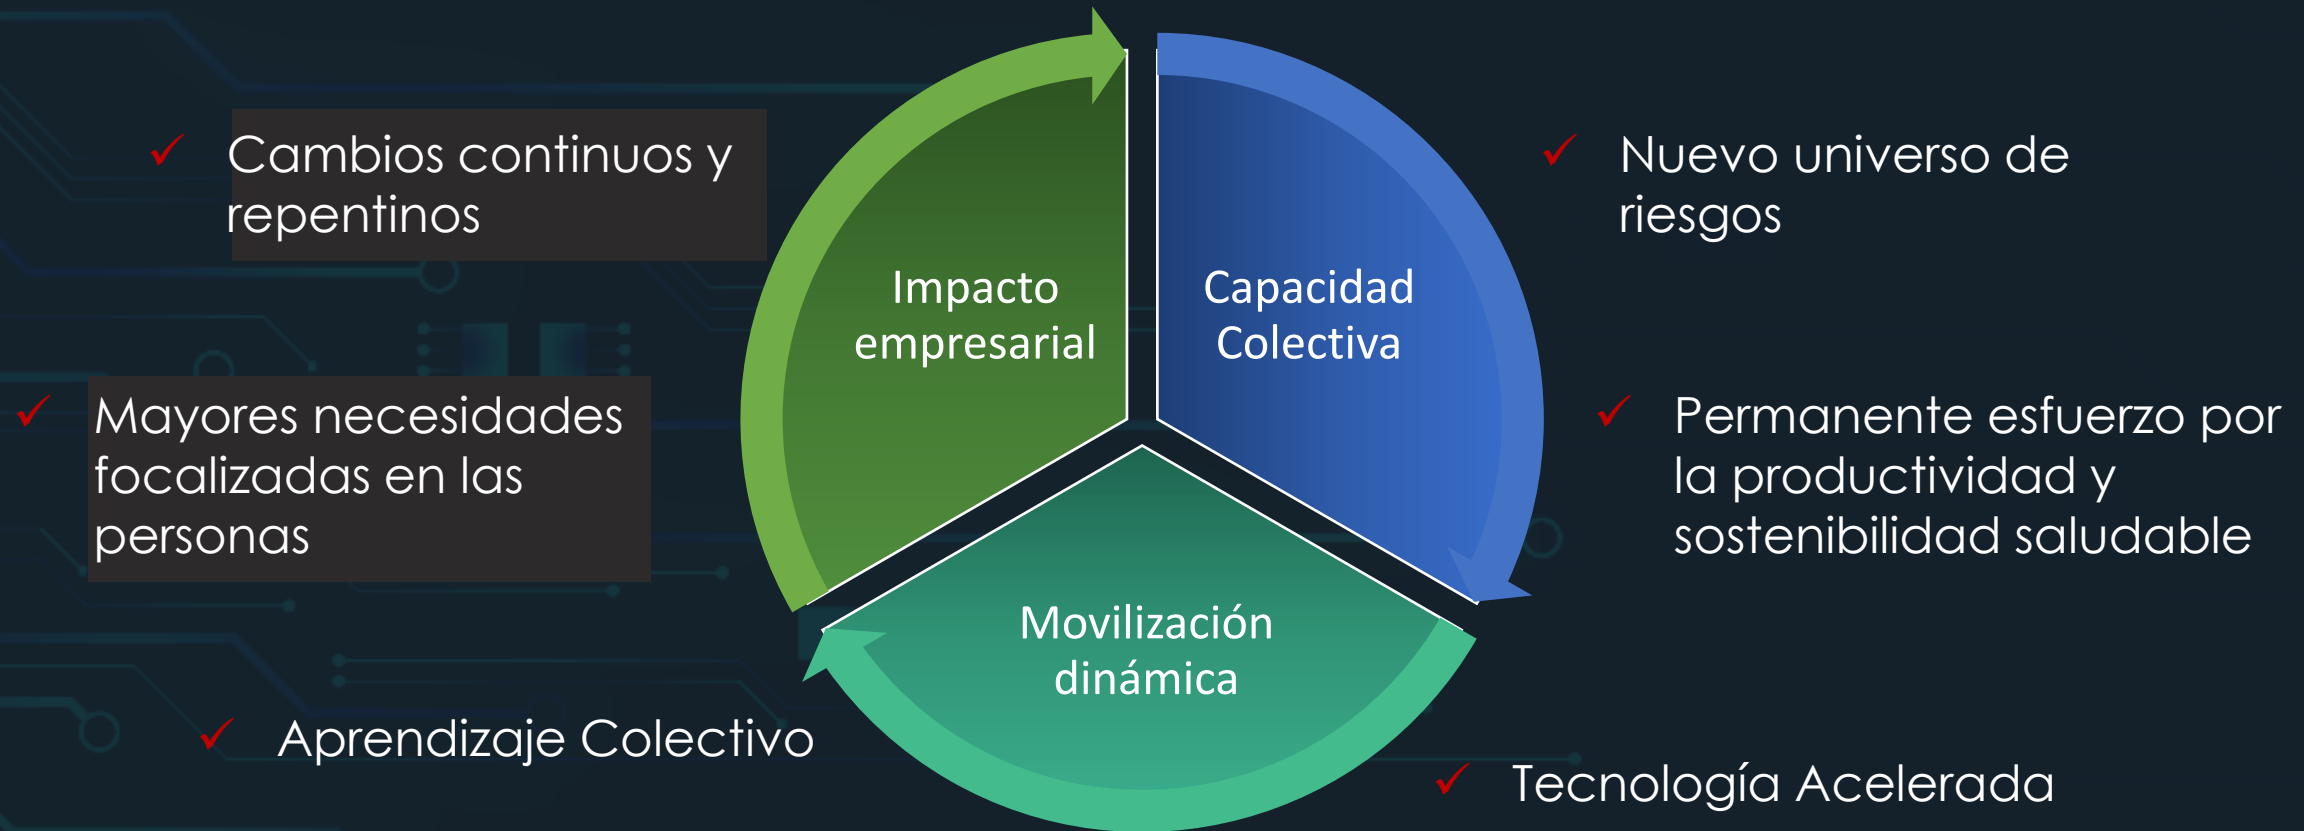 Cambios continuos y
repentinos
Mayores necesidades
focalizadas en las
personas
Aprendizaje Colectivo
Impacto
empresarial
Capacidad
Colectiva
Movilización
dinámica
Nuevo universo de
riesgos
Permanente esfuerzo por
la productividad y
sostenibilidad saludable
Tecnología Acelerada